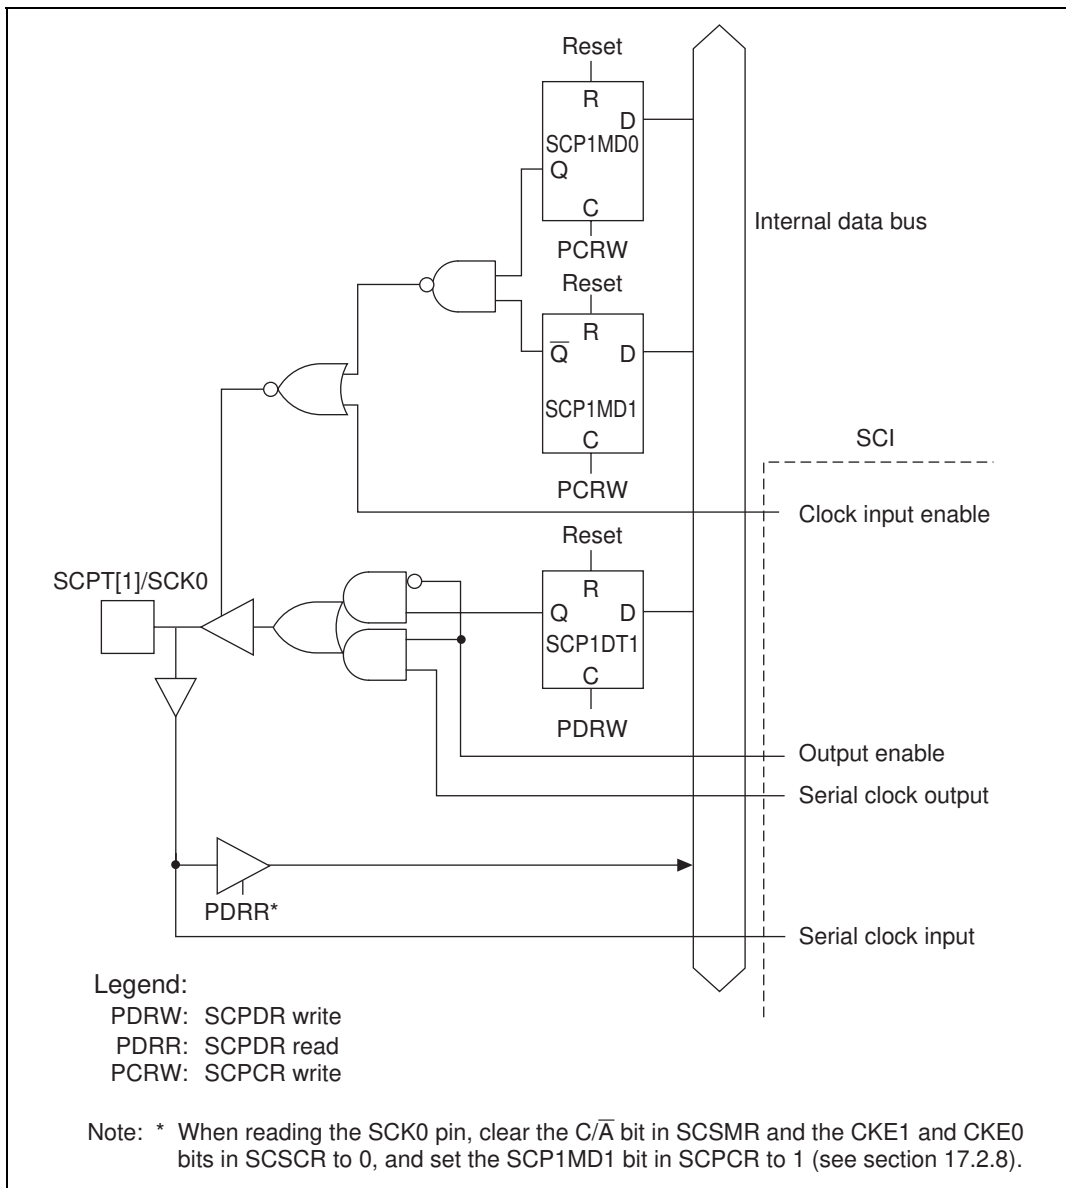 Reset
R
D
SCP1MD0
Q
C
PCRW
Internal data bus
Reset
R
Q̅ D
SCP1MD1
C
PCRW
SCI
Clock input enable
Reset
SCPT[1]/SCK0
R
Q D
SCP1DT1
C
PDRW
Output enable
Serial clock output
PDRR*
Serial clock input
Legend:
PDRW: SCPDR write
PDRR: SCPDR read
PCRW: SCPCR write
Note: * When reading the SCK0 pin, clear the C/A̅ bit in SCSMR and the CKE1 and CKE0
bits in SCSCR to 0, and set the SCP1MD1 bit in SCPCR to 1 (see section 17.2.8).